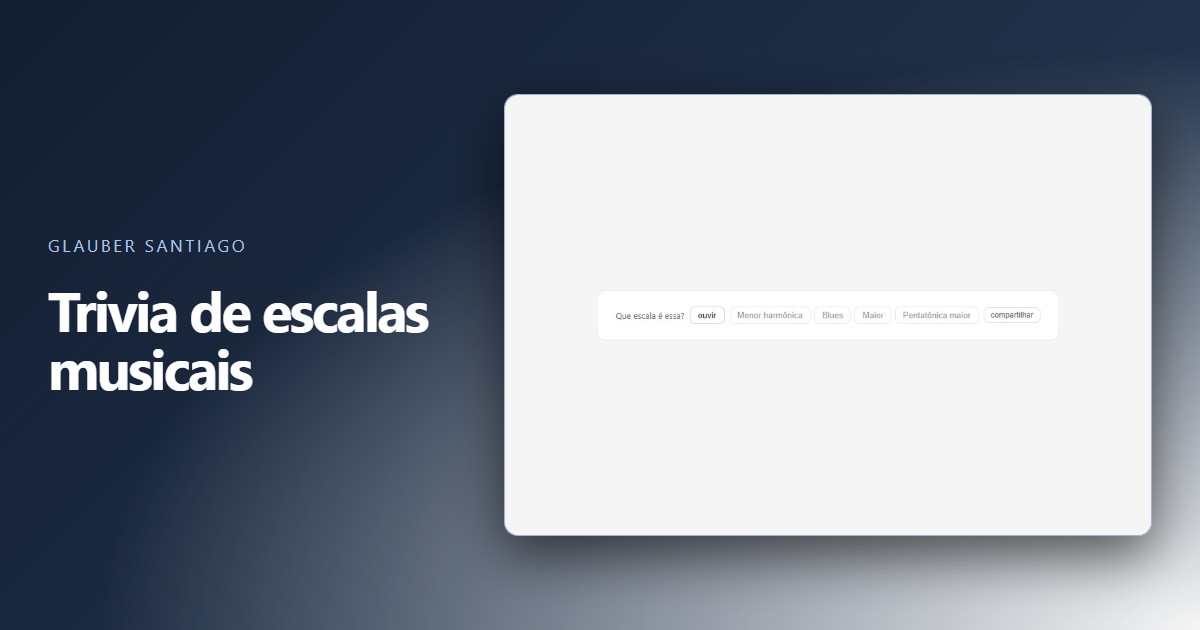 GLAUBER SANTIAGO
Trivia de escalas
musicais
Que escala é essa? ouvir Menor harmônica Blues Maior Pentatônica maior compartilhar